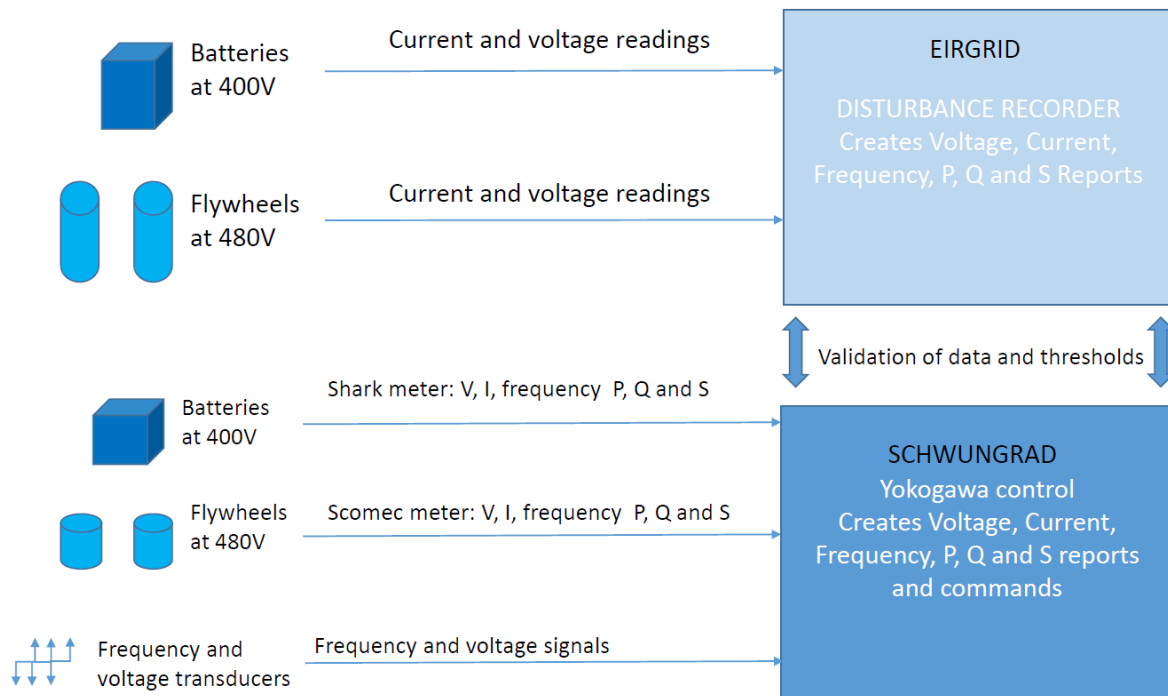 Batteries
at 400V
Current and voltage readings
EIRGRID
DISTURBANCE RECORDER
Creates Voltage, Current,
Frequency, P, Q and S Reports
Flywheels
at 480V
Current and voltage readings
Validation of data and thresholds
Batteries
at 400V
Shark meter: V, I, frequency  P, Q and S
SCHWUNGRAD
Yokogawa control
Creates Voltage, Current,
Frequency, P, Q and S reports
and commands
Flywheels
at 480V
Scomec meter: V, I, frequency  P, Q and S
Frequency and
voltage transducers
Frequency and voltage signals